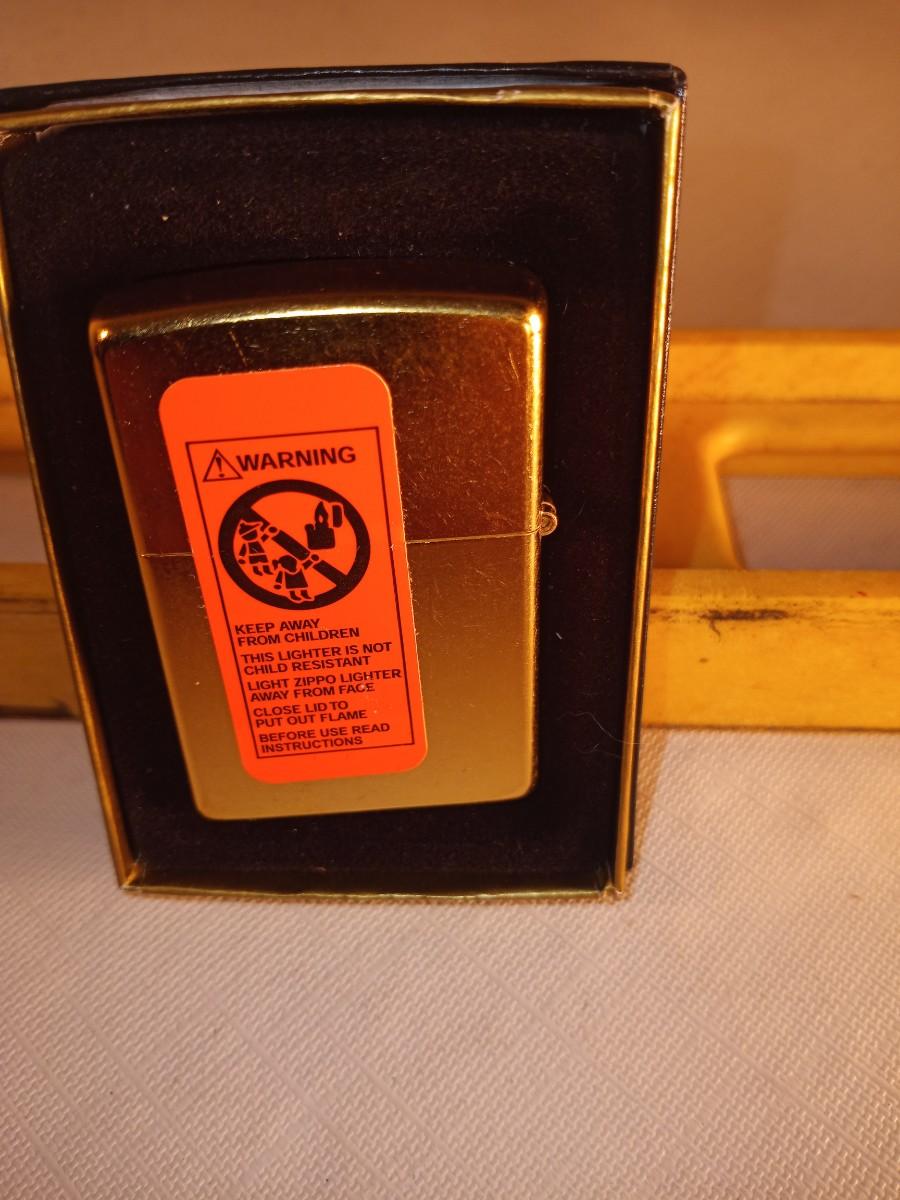 WARNING
KEEP AWAY
FROM CHILDREN
THIS LIGHTER IS NOT
CHILD RESISTANT
LIGHT ZIPPO LIGHTER
AWAY FROM FACE
CLOSE LID TO
PUT OUT FLAME
BEFORE USE READ
INSTRUCTIONS